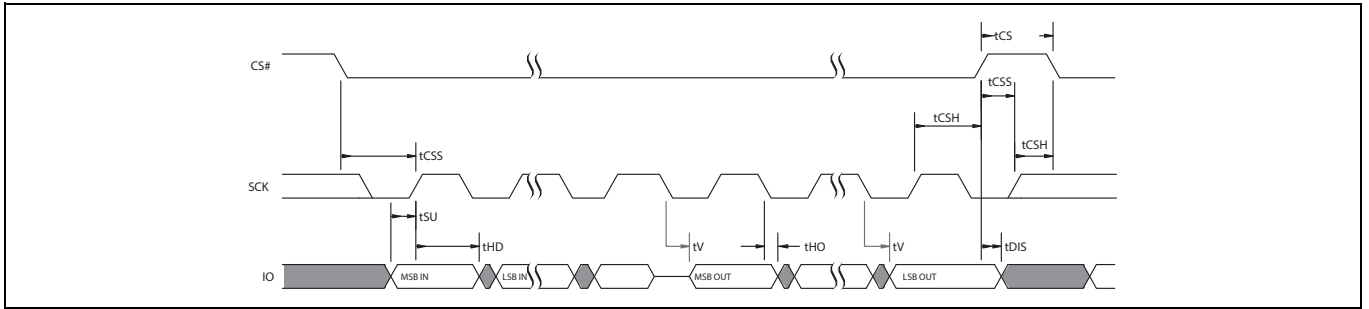 tCS
CS#
tCSS
tCSH
tCSH
tCSS
SCK
tSU
tHD
tV
tHO
tV
tDIS
IO
MSB IN
LSB IN
MSB OUT
LSB OUT